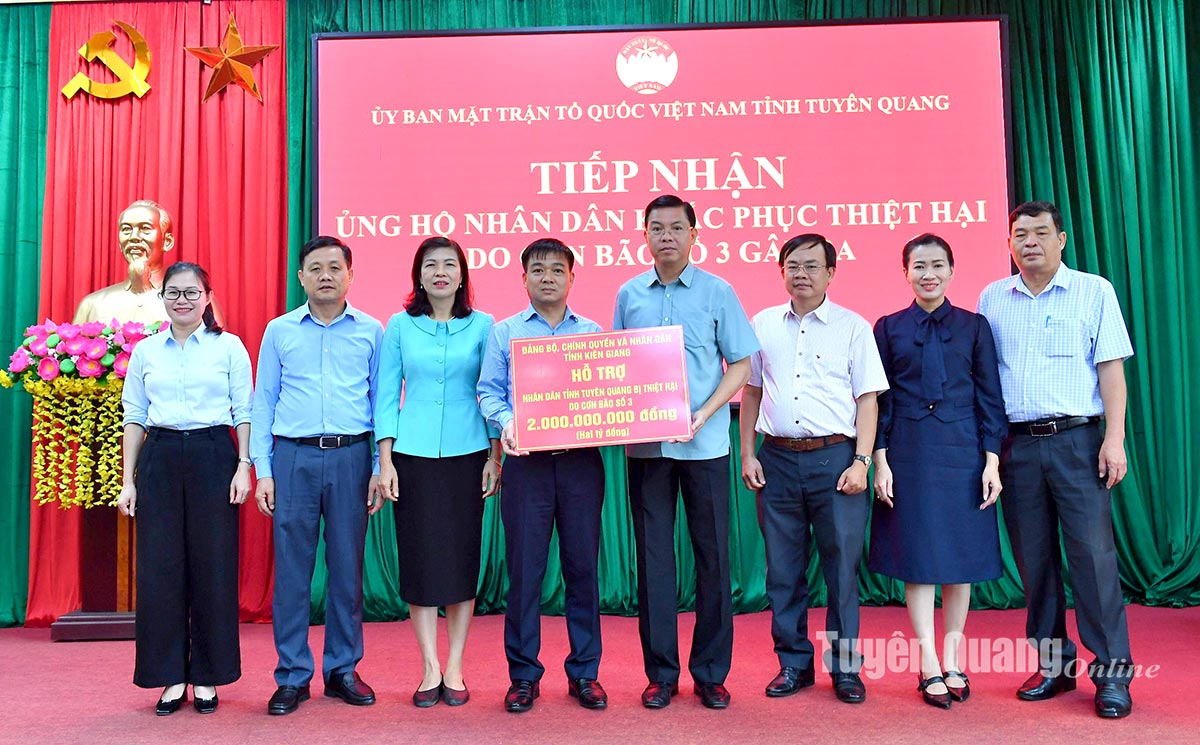 ỦY BAN MẶT TRẬN TỔ QUỐC VIỆT NAM TỈNH TUYÊN QUANG
TIẾP NHẬN
ỦNG HỘ NHÂN DÂN K ẮC PHỤC THIỆT HẠI
DO N BÃO SỐ 3 GÂ A
ĐẢNG BỘ, CHÍNH QUYỀN VÀ NHÂN DÂN
TỈNH KIÊN GIANG
HỖ TRỢ
NHÂN DÂN TỈNH TUYÊN QUANG BỊ THIỆT HẠI
DO CƠN BÃO SỐ 3
2.000.000.000 đồng
(Hai tỷ đồng)
Tuyên Quang Online